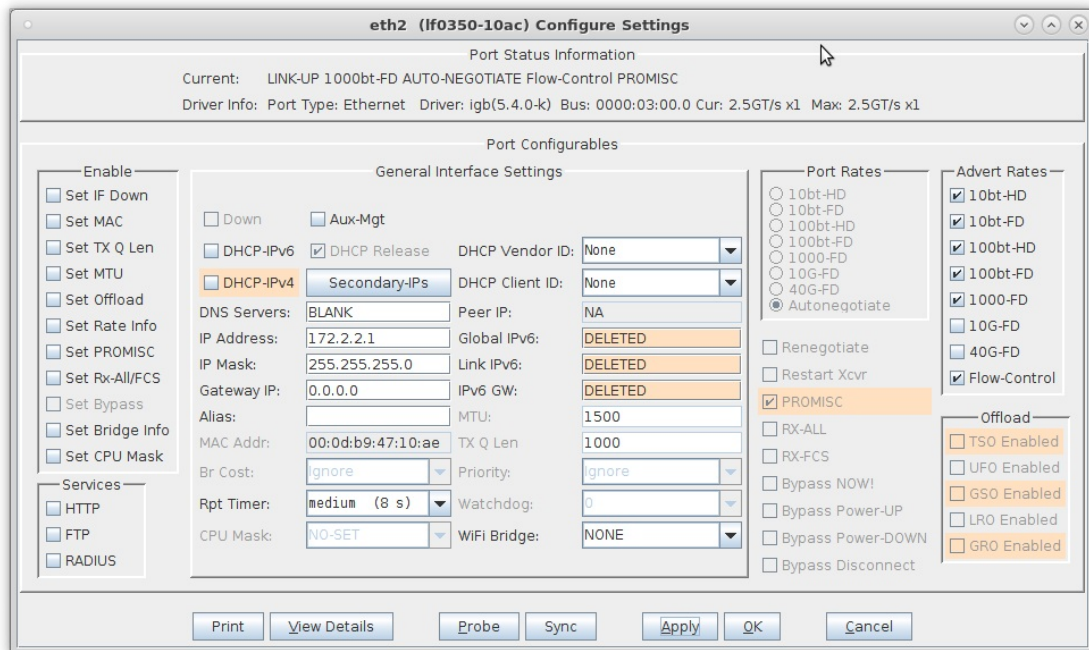 eth2 (lf0350-10ac) Configure Settings
Port Status Information
Current: LINK-UP 1000bt-FD AUTO-NEGOTIATE Flow-Control PROMISC
Driver Info: Port Type: Ethernet Driver: igb(5.4.0-k) Bus: 0000:03:00.0 Cur: 2.5GT/s x1 Max: 2.5GT/s x1
Port Configurables
Enable
Set IF Down
Set MAC
Set TX Q Len
Set MTU
Set Offload
Set Rate Info
Set PROMISC
Set Rx-All/FCS
Set Bypass
Set Bridge Info
Set CPU Mask
Services
HTTP
FTP
RADIUS
General Interface Settings
Down Aux-Mgt
DHCP-IPv6 DHCP Release DHCP Vendor ID: None
DHCP-IPv4 Secondary-IPs DHCP Client ID: None
DNS Servers: BLANK Peer IP: NA
IP Address: 172.2.2.1 Global IPv6: DELETED
IP Mask: 255.255.255.0 Link IPv6: DELETED
Gateway IP: 0.0.0.0 IPv6 GW: DELETED
Alias: MTU: 1500
MAC Addr: 00:0d:b9:47:10:ae TX Q Len 1000
Br Cost: Ignore Priority: Ignore
Rpt Timer: medium (8 s) Watchdog: 0
CPU Mask: NO-SET WiFi Bridge: NONE
Port Rates
10bt-HD
10bt-FD
100bt-HD
100bt-FD
1000-FD
10G-FD
40G-FD
Autonegotiate
Renegotiate
Restart Xcvr
PROMISC
RX-ALL
RX-FCS
Bypass NOW!
Bypass Power-UP
Bypass Power-DOWN
Bypass Disconnect
Advert Rates
10bt-HD
10bt-FD
100bt-HD
100bt-FD
1000-FD
10G-FD
40G-FD
Flow-Control
Offload
TSO Enabled
UFO Enabled
GSO Enabled
LRO Enabled
GRO Enabled
Print View Details Probe Sync Apply OK Cancel